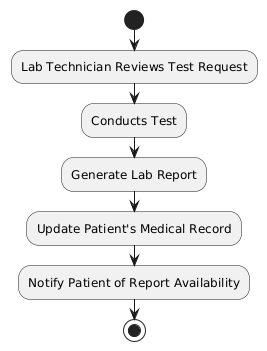 Lab Technician Reviews Test Request
Conducts Test
Generate Lab Report
Update Patient's Medical Record
Notify Patient of Report Availability